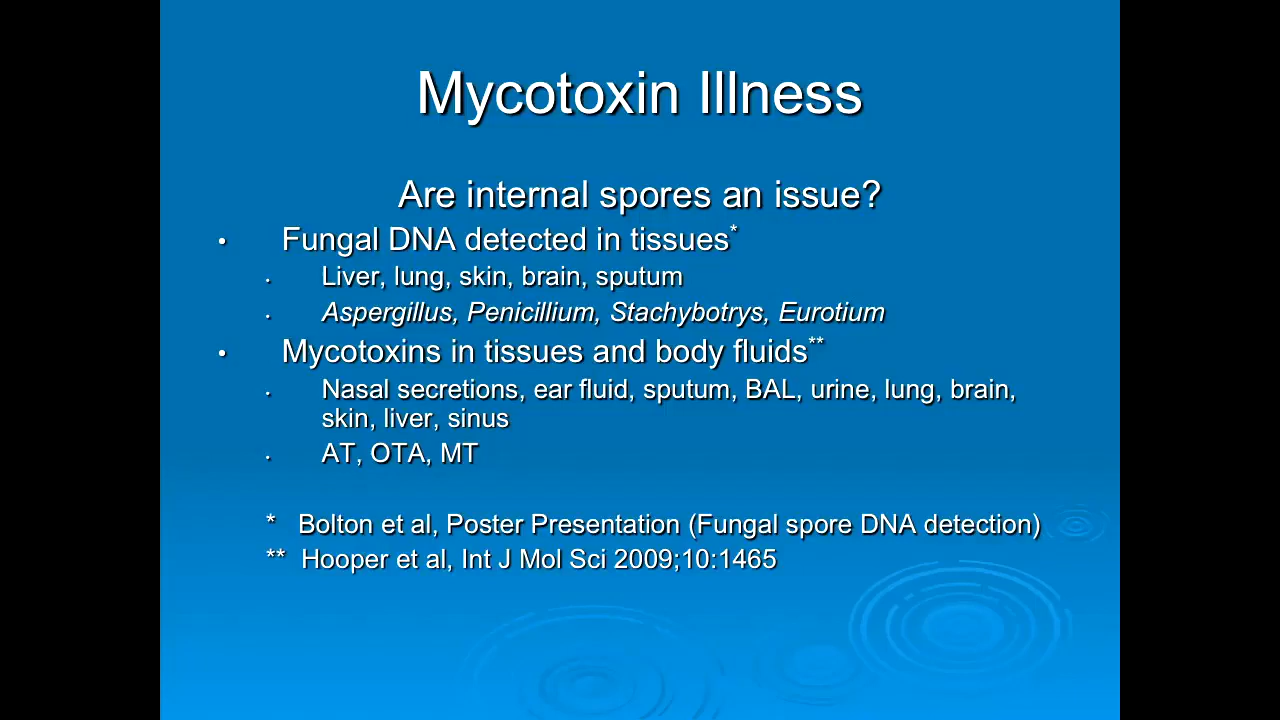 Mycotoxin Illness
Are internal spores an issue?
• Fungal DNA detected in tissues*
• Liver, lung, skin, brain, sputum
• Aspergillus, Penicillium, Stachybotrys, Eurotium
• Mycotoxins in tissues and body fluids**
• Nasal secretions, ear fluid, sputum, BAL, urine, lung, brain,
skin, liver, sinus
• AT, OTA, MT
* Bolton et al, Poster Presentation (Fungal spore DNA detection)
** Hooper et al, Int J Mol Sci 2009;10:1465